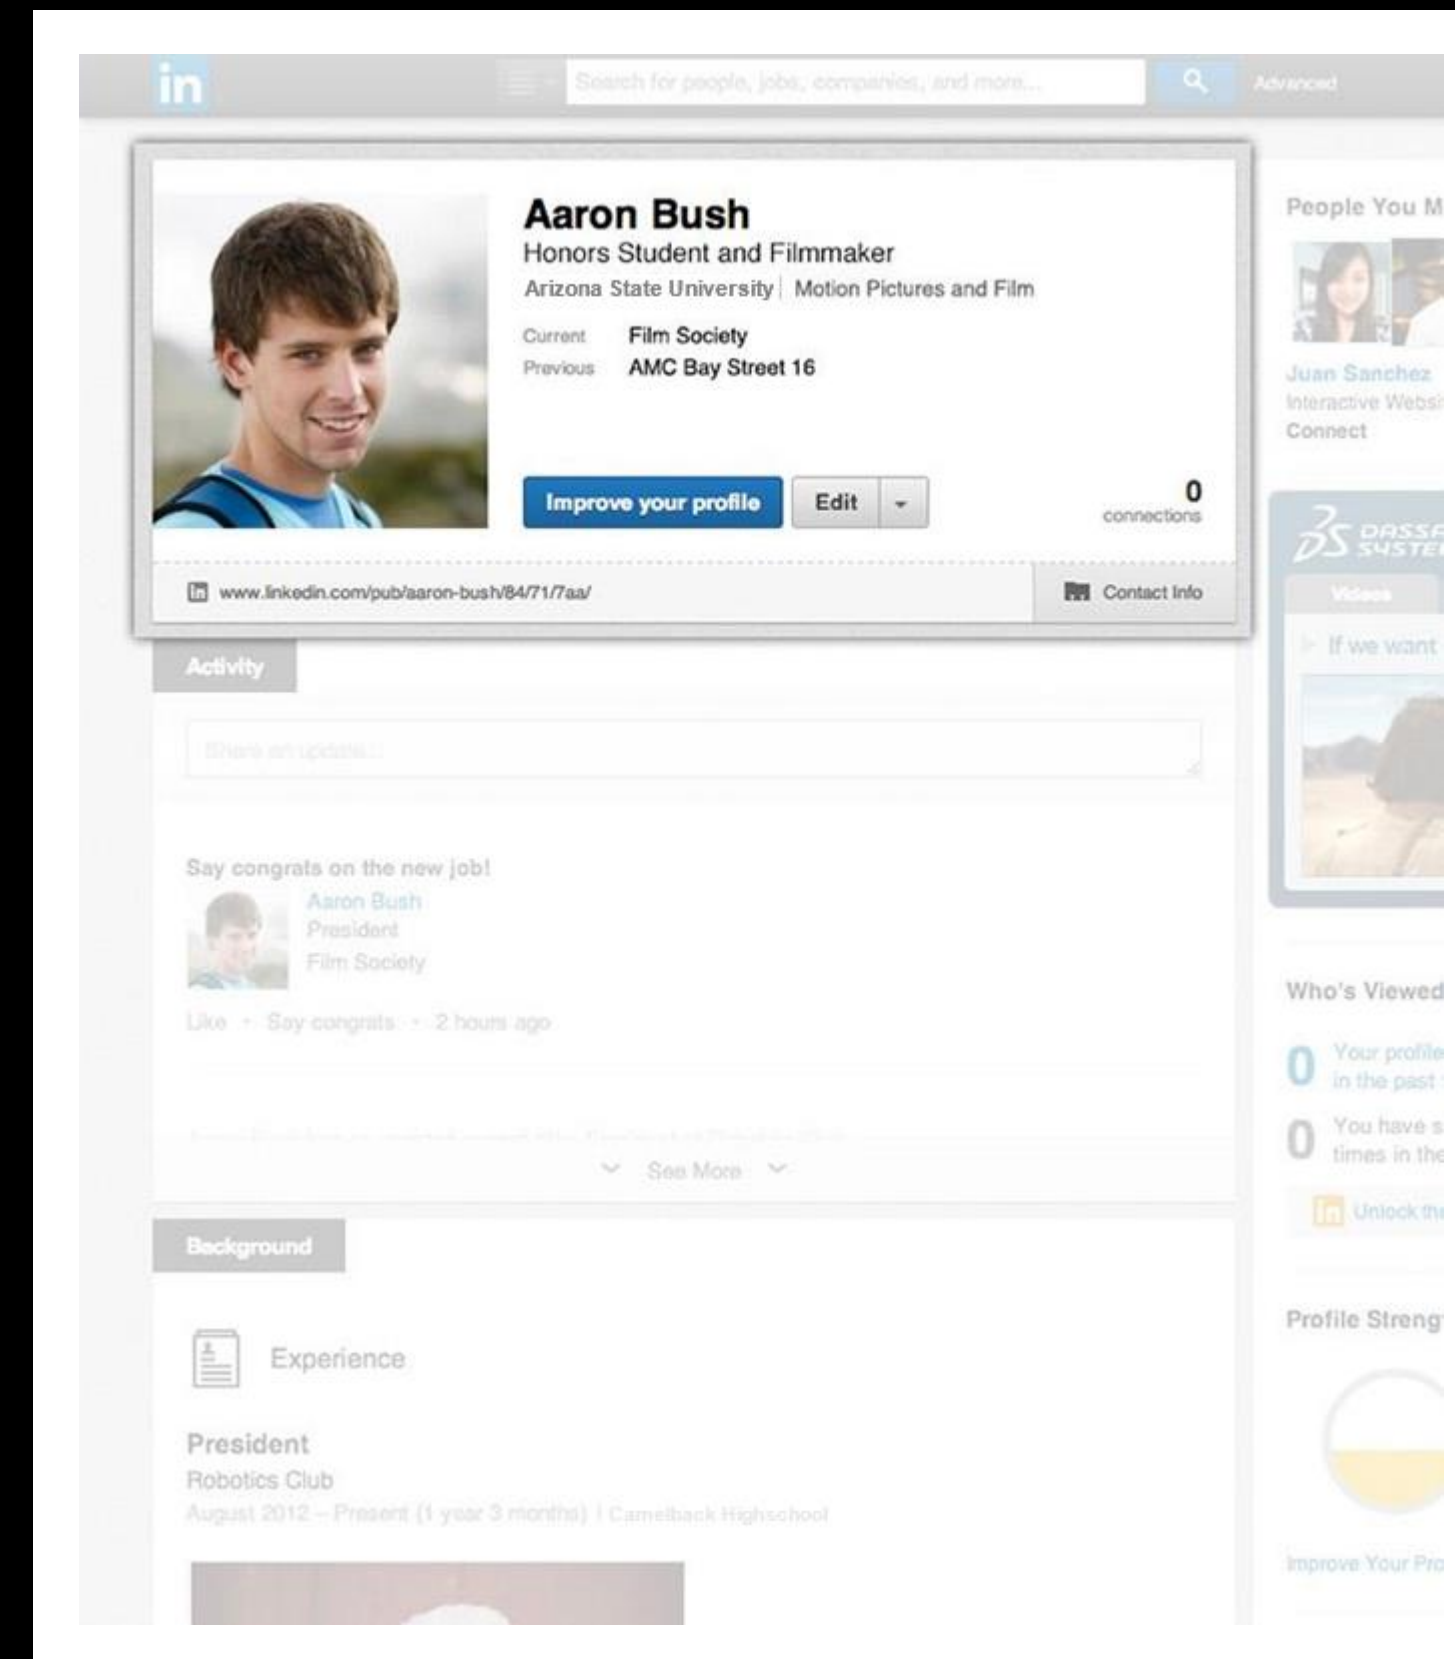 in
Search for people, jobs, companies, and more...
Advanced
Aaron Bush
Honors Student and Filmmaker
Arizona State University | Motion Pictures and Film
Current Film Society
Previous AMC Bay Street 16
Improve your profile
Edit
0
connections
www.linkedin.com/pub/aaron-bush/84/71/7aa/
Contact Info
Activity
Share an update...
Say congrats on the new job!
Aaron Bush
President
Film Society
Like • Say congrats • 2 hours ago
See More
Background
Experience
President
Robotics Club
August 2012 – Present (1 year 3 months) | Camelback Highschool
People You M
Juan Sanchez
Interactive Websi
Connect
Videos
If we want
Who's Viewed
0 Your profile
in the past
0 You have s
times in the
in Unlock the
Profile Streng
Improve Your Pro